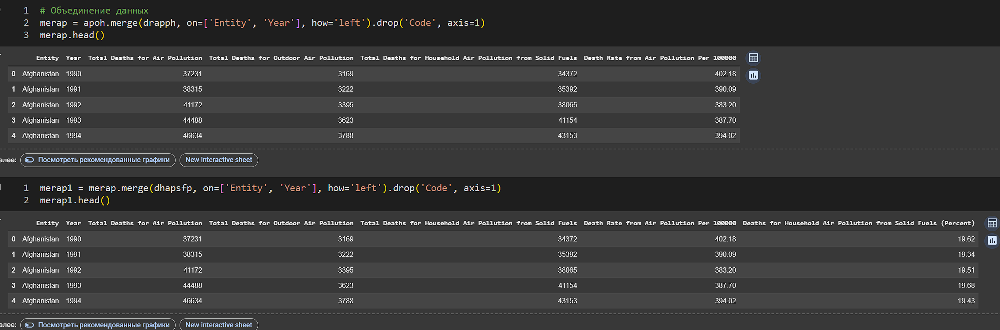 1 # Объединение данных
2 merap = apoh.merge(drapph, on=['Entity', 'Year'], how='left').drop('Code', axis=1)
3 merap.head()
Entity Year Total Deaths for Air Pollution Total Deaths for Outdoor Air Pollution Total Deaths for Household Air Pollution from Solid Fuels Death Rate from Air Pollution Per 100000
0 Afghanistan 1990 37231 3169 34372 402.18
1 Afghanistan 1991 38315 3222 35392 390.09
2 Afghanistan 1992 41172 3395 38065 383.20
3 Afghanistan 1993 44488 3623 41154 387.70
4 Afghanistan 1994 46634 3788 43153 394.02
алее: Посмотреть рекомендованные графики New interactive sheet
1 merap1 = merap.merge(dhapsfp, on=['Entity', 'Year'], how='left').drop('Code', axis=1)
2 merap1.head()
Entity Year Total Deaths for Air Pollution Total Deaths for Outdoor Air Pollution Total Deaths for Household Air Pollution from Solid Fuels Death Rate from Air Pollution Per 100000 Deaths for Household Air Pollution from Solid Fuels (Percent)
0 Afghanistan 1990 37231 3169 34372 402.18 19.62
1 Afghanistan 1991 38315 3222 35392 390.09 19.34
2 Afghanistan 1992 41172 3395 38065 383.20 19.51
3 Afghanistan 1993 44488 3623 41154 387.70 19.68
4 Afghanistan 1994 46634 3788 43153 394.02 19.43
алее: Посмотреть рекомендованные графики New interactive sheet